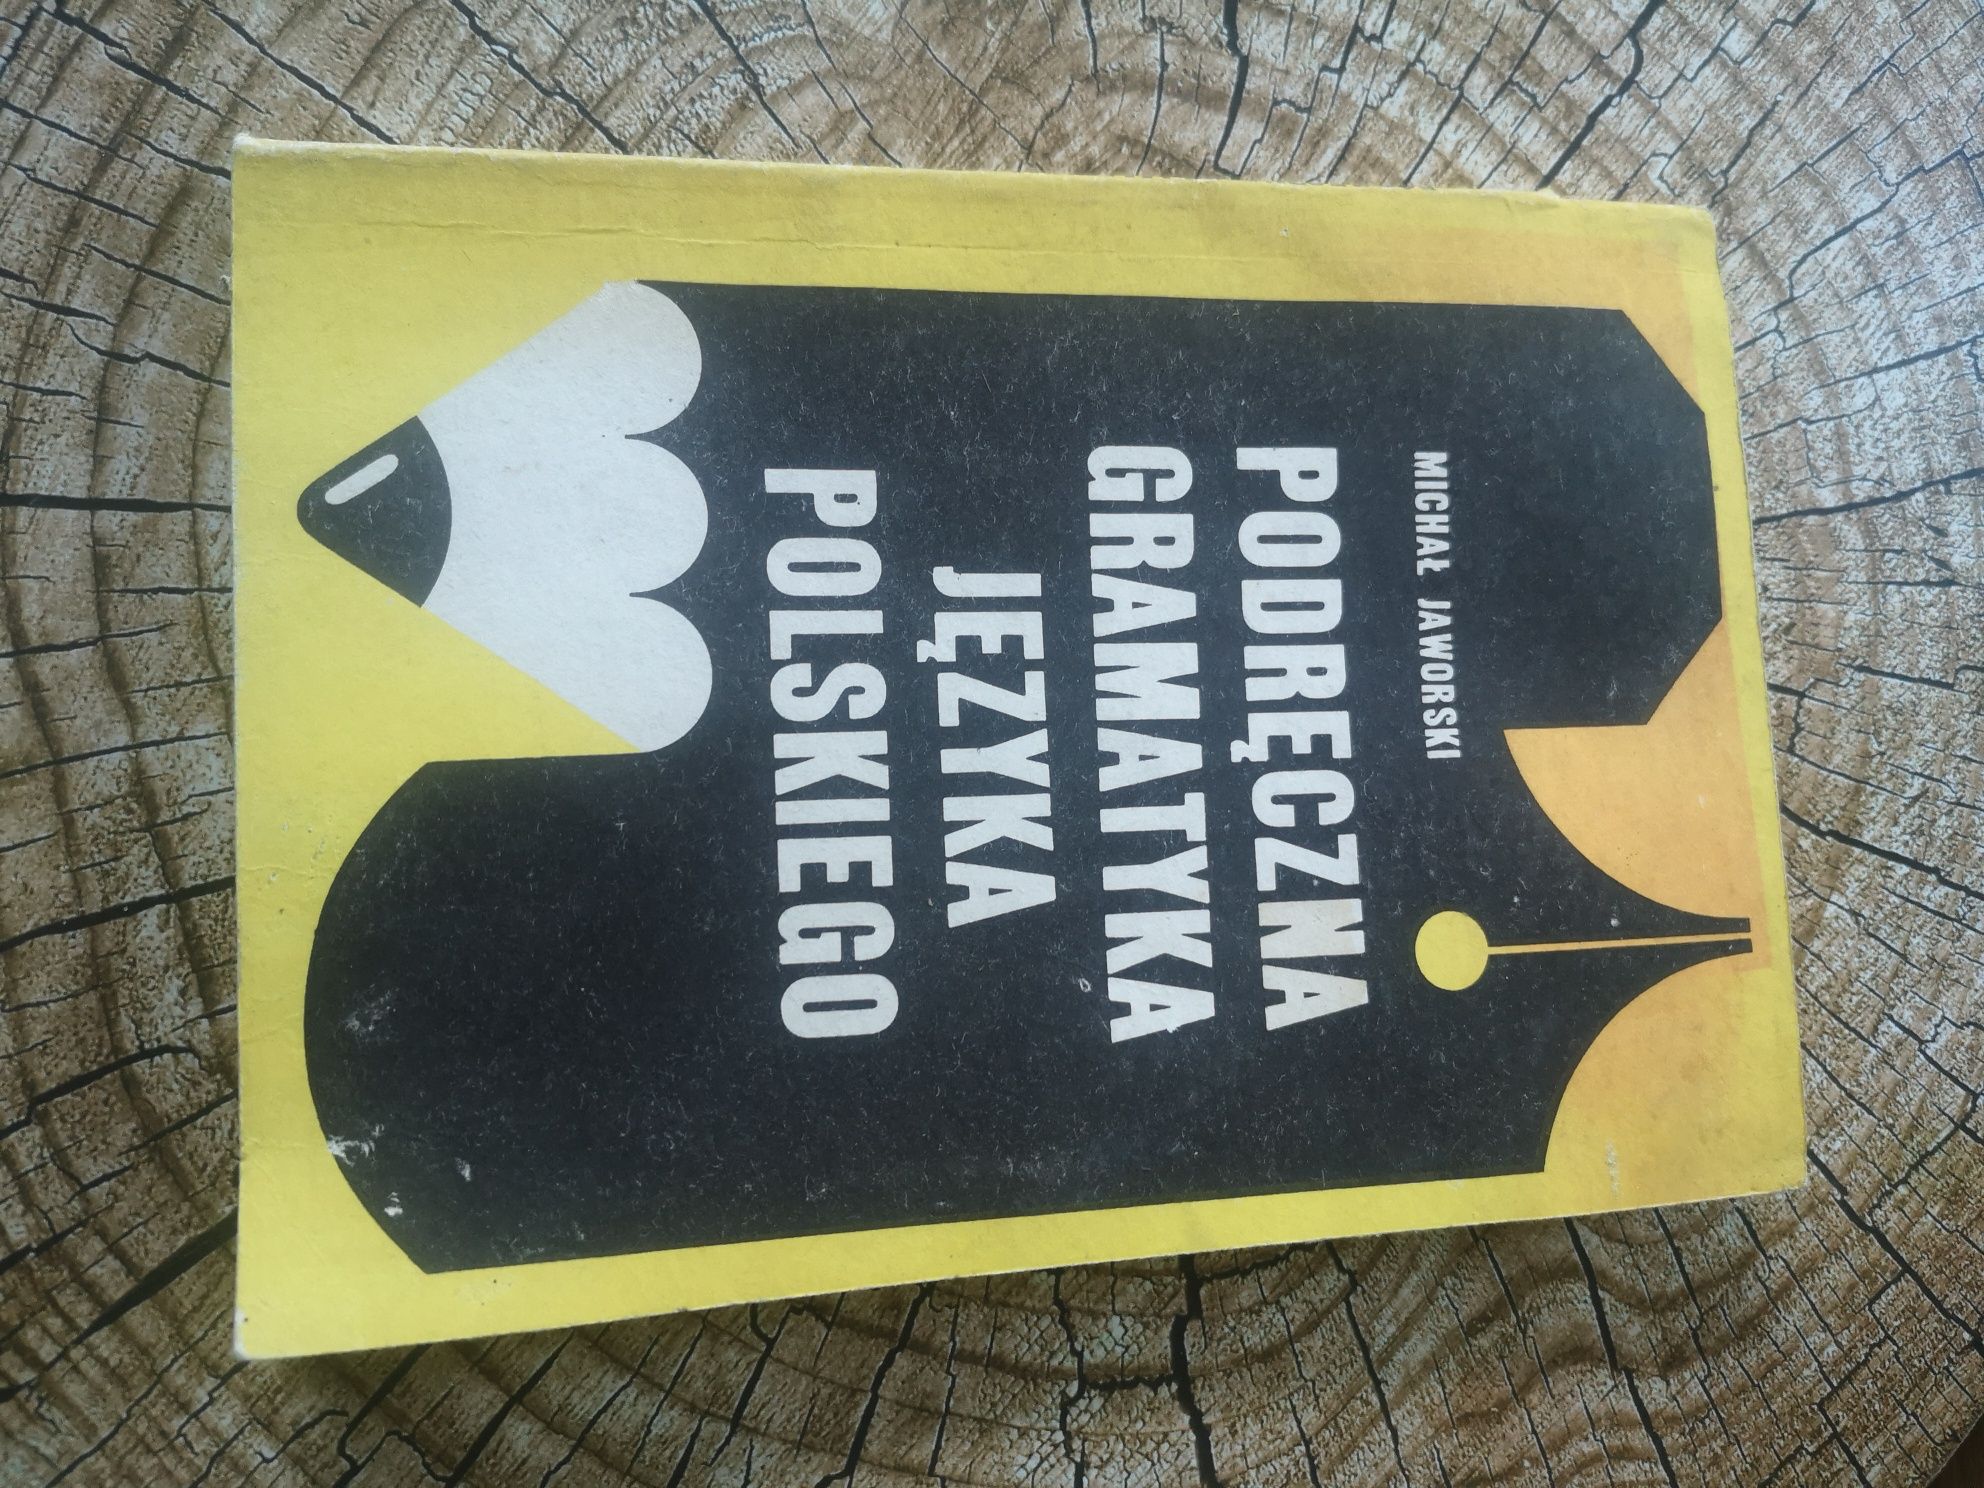 MICHAŁ JAWORSKI
PODRĘCZNA
GRAMATYKA
JĘZYKA
POLSKIEGO